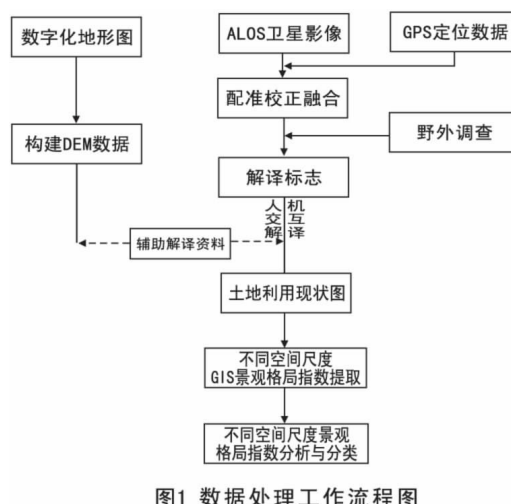 数字化地形图
ALOS卫星影像
GPS定位数据
配准校正融合
构建DEM数据
野外调查
解译标志
人机
交互
解译
辅助解译资料
土地利用现状图
不同空间尺度
GIS景观格局指数提取
不同空间尺度景观
格局指数分析与分类
图1 数据处理工作流程图